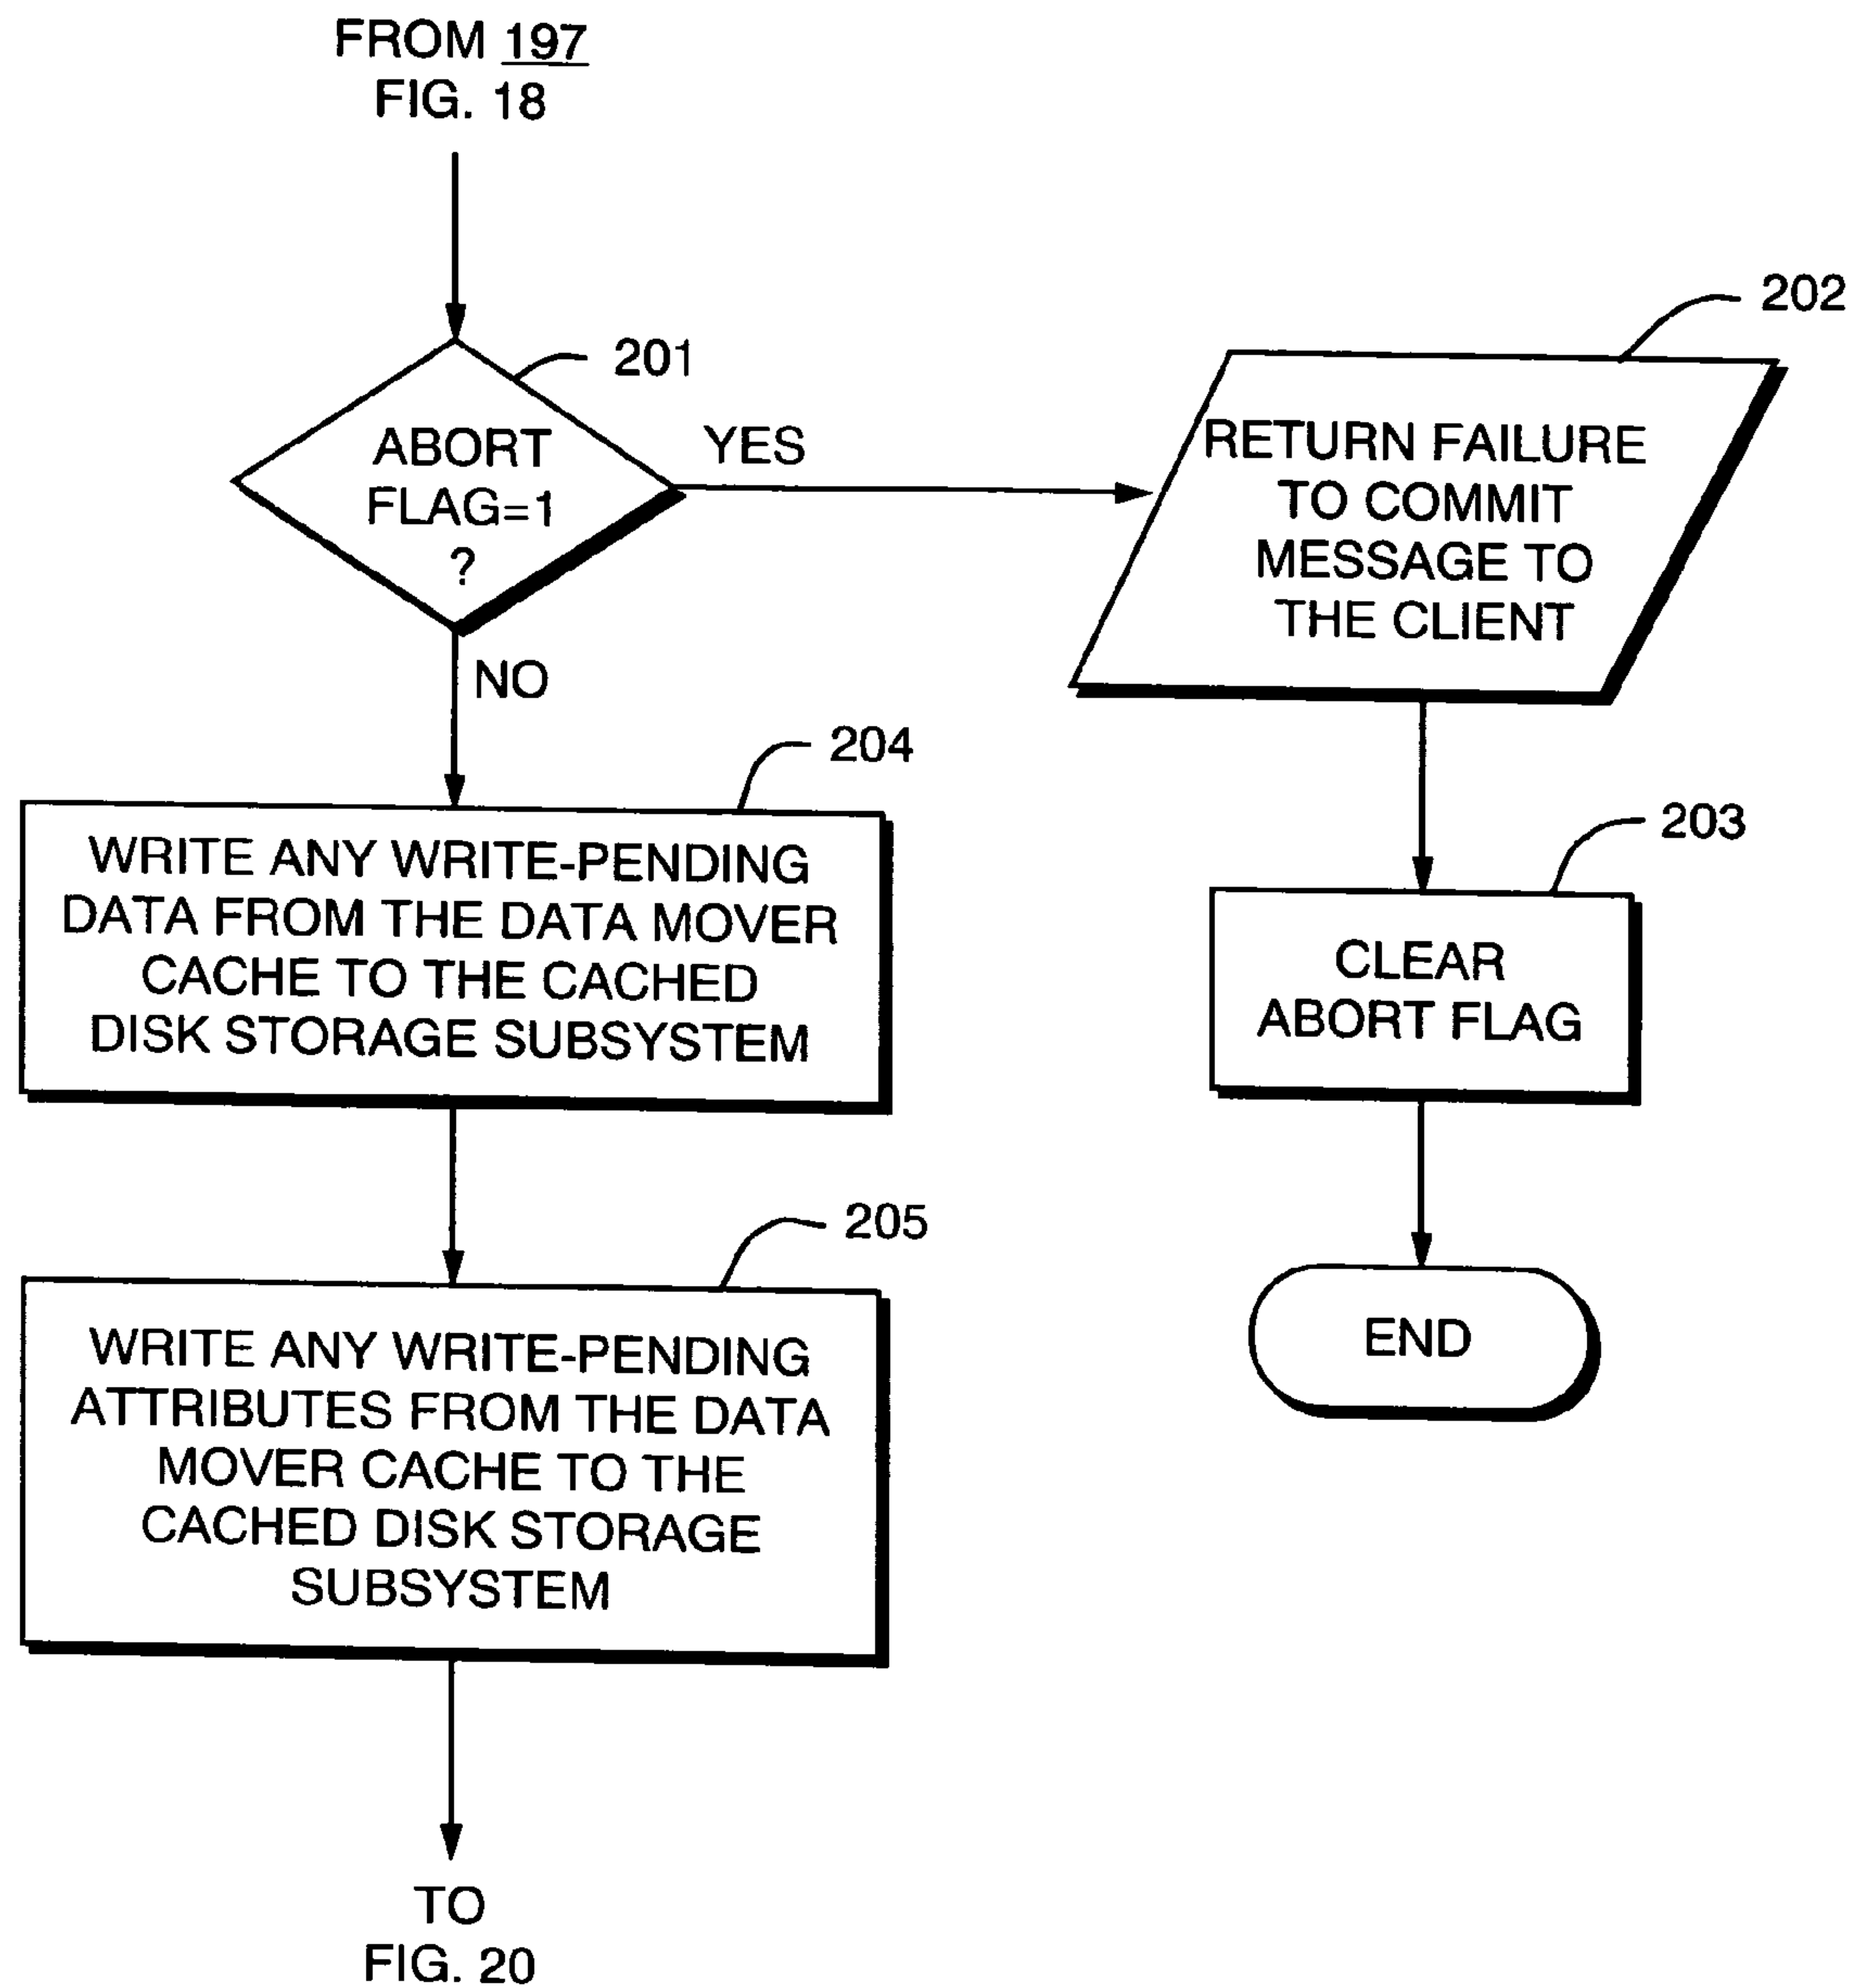 FROM 197
FIG. 18
201
ABORT
FLAG=1
?
YES
NO
202
RETURN FAILURE
TO COMMIT
MESSAGE TO
THE CLIENT
203
CLEAR
ABORT FLAG
END
204
WRITE ANY WRITE-PENDING
DATA FROM THE DATA MOVER
CACHE TO THE CACHED
DISK STORAGE SUBSYSTEM
205
WRITE ANY WRITE-PENDING
ATTRIBUTES FROM THE DATA
MOVER CACHE TO THE
CACHED DISK STORAGE
SUBSYSTEM
TO
FIG. 20